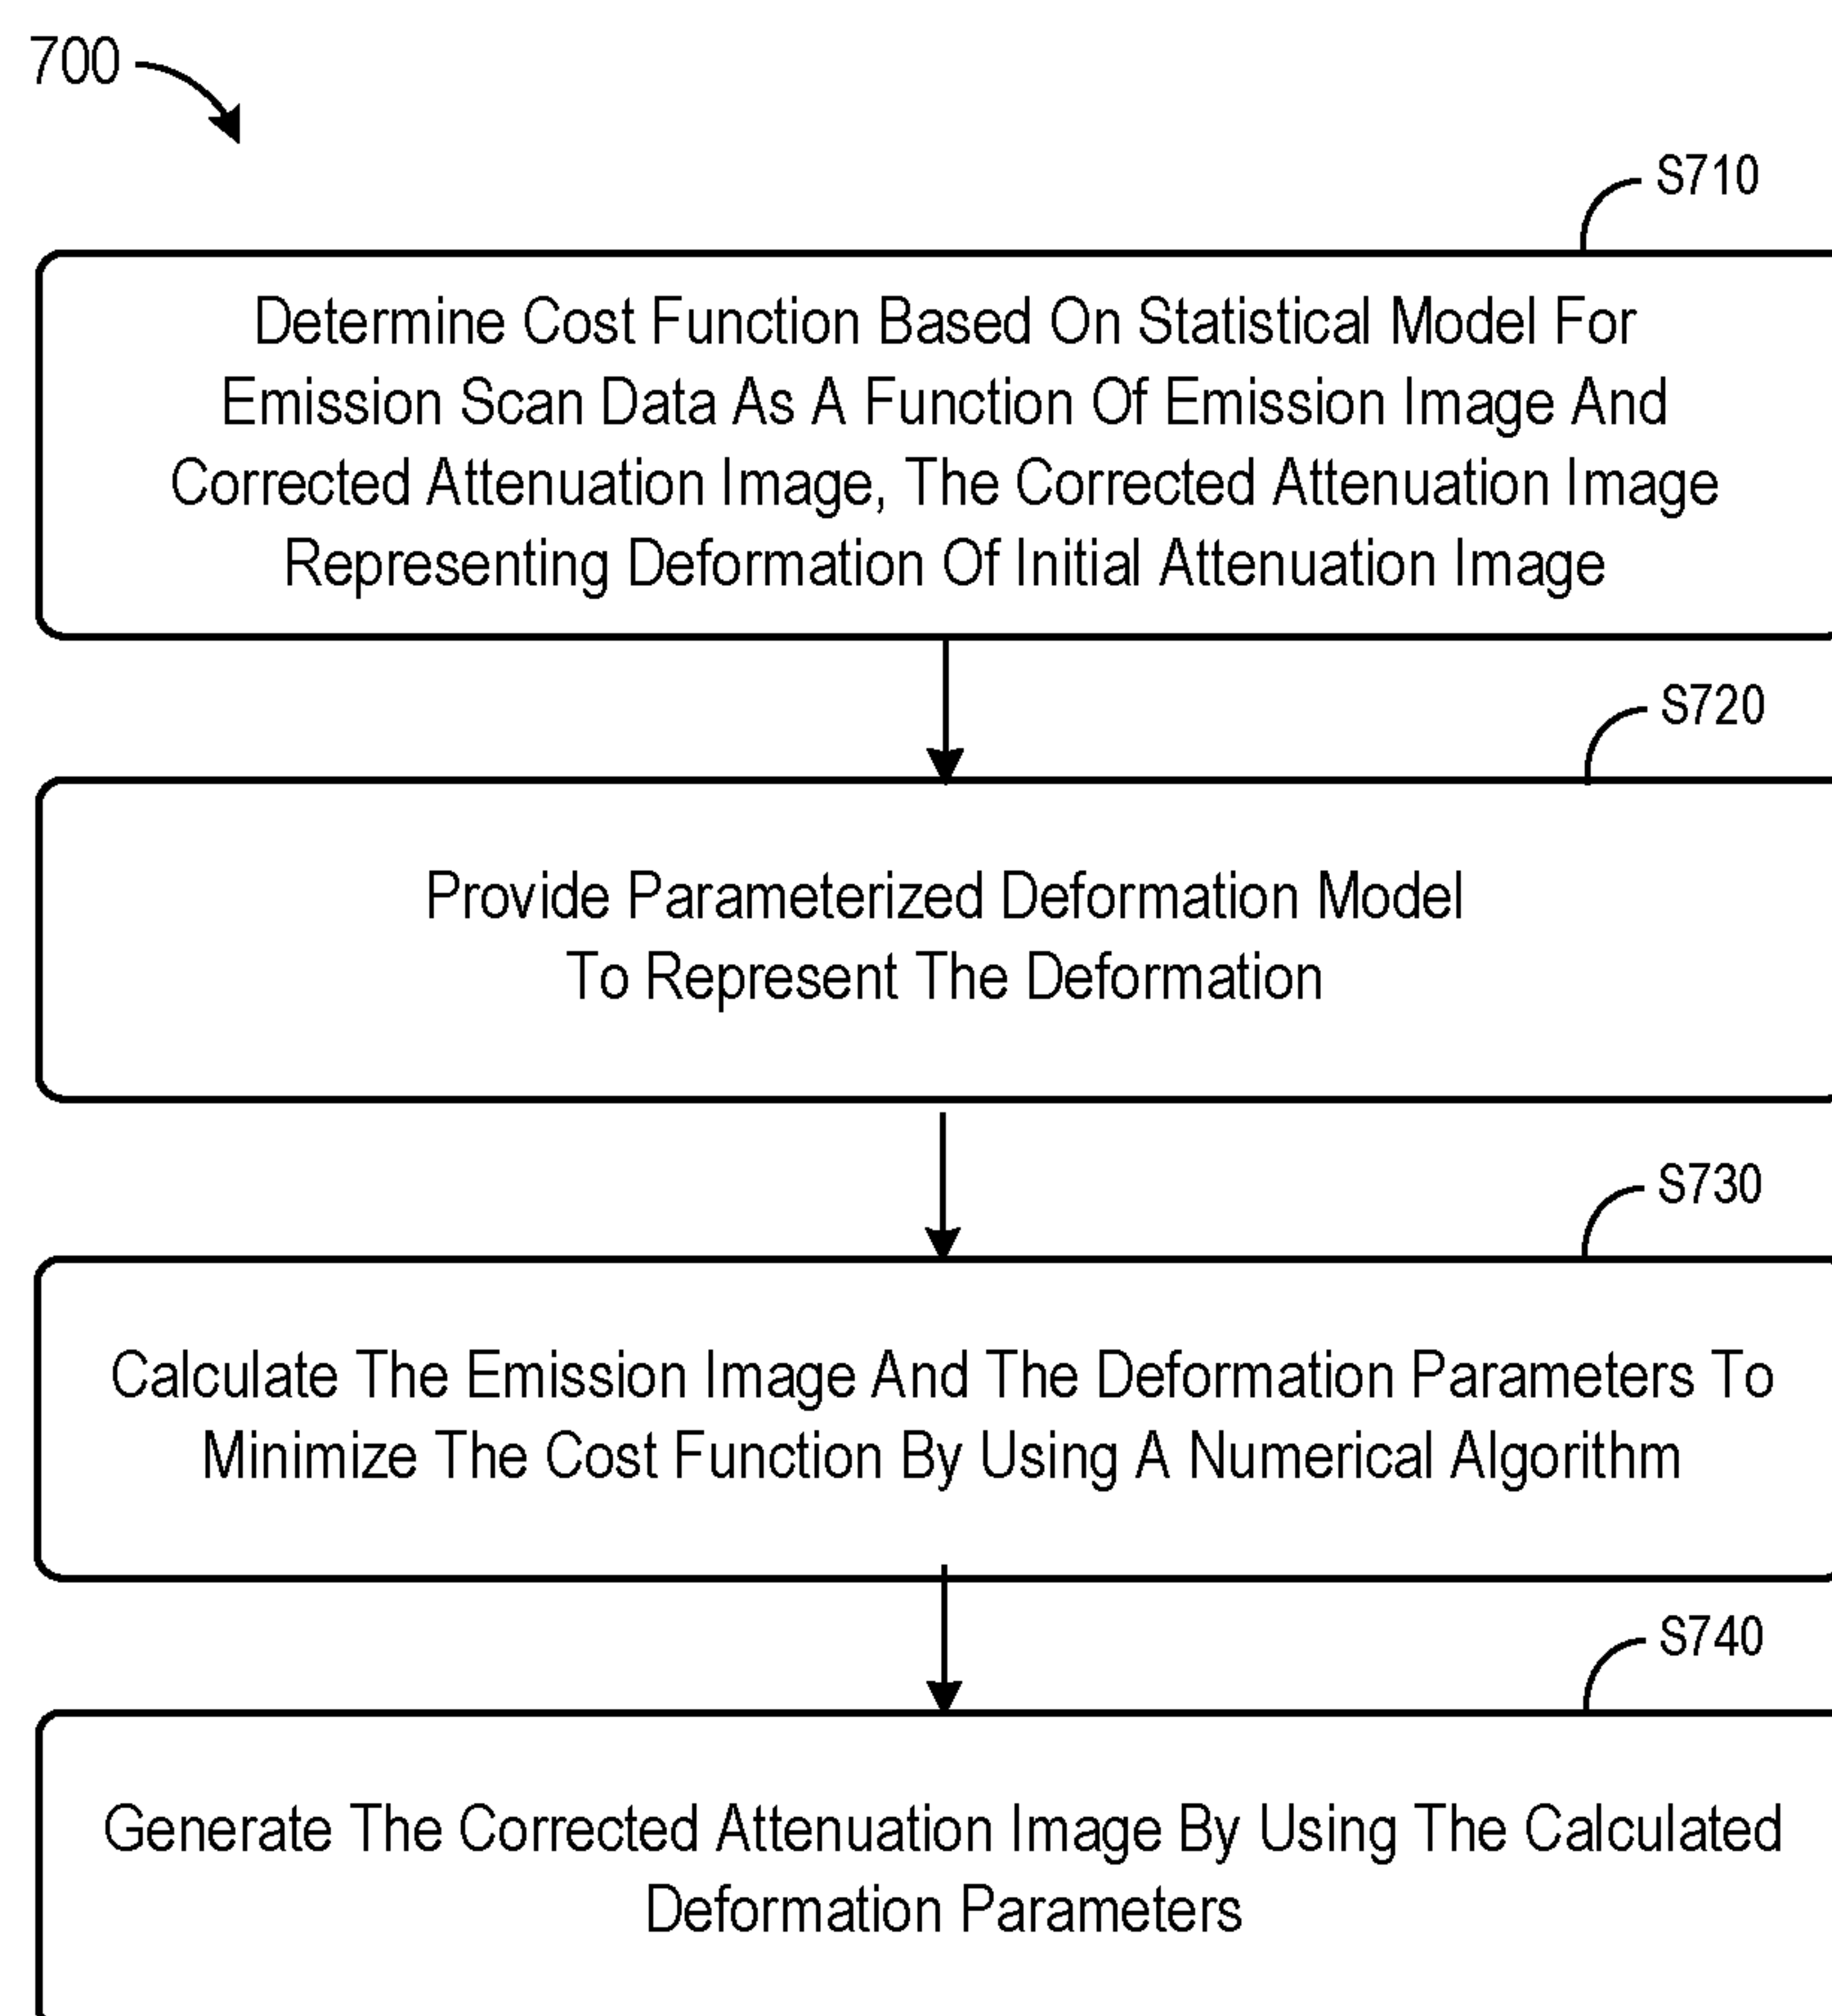 700
S710
Determine Cost Function Based On Statistical Model For
Emission Scan Data As A Function Of Emission Image And
Corrected Attenuation Image, The Corrected Attenuation Image
Representing Deformation Of Initial Attenuation Image
S720
Provide Parameterized Deformation Model
To Represent The Deformation
S730
Calculate The Emission Image And The Deformation Parameters To
Minimize The Cost Function By Using A Numerical Algorithm
S740
Generate The Corrected Attenuation Image By Using The Calculated
Deformation Parameters